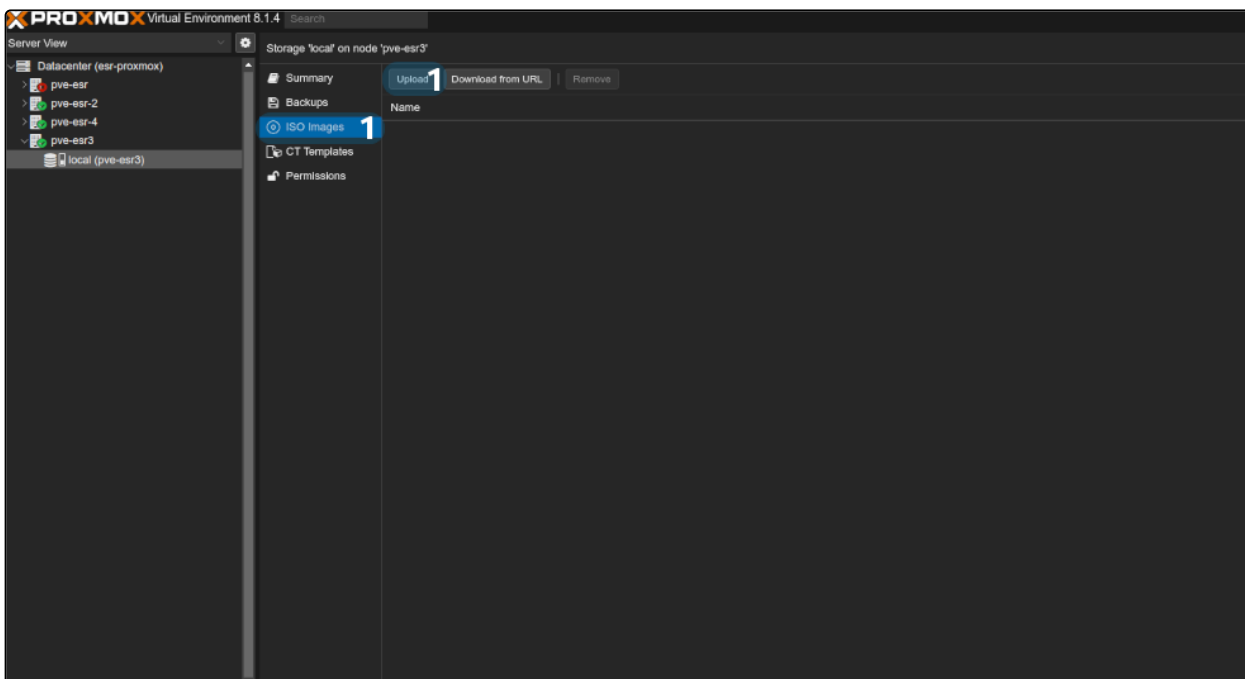 PROXMOX Virtual Environment 8.1.4 Search
Server View
Datacenter (esr-proxmox)
pve-esr
pve-esr-2
pve-esr-4
pve-esr3
local (pve-esr3)
Storage 'local' on node 'pve-esr3'
Summary
Backups
ISO Images 1
CT Templates
Permissions
Upload 1 Download from URL Remove
Name